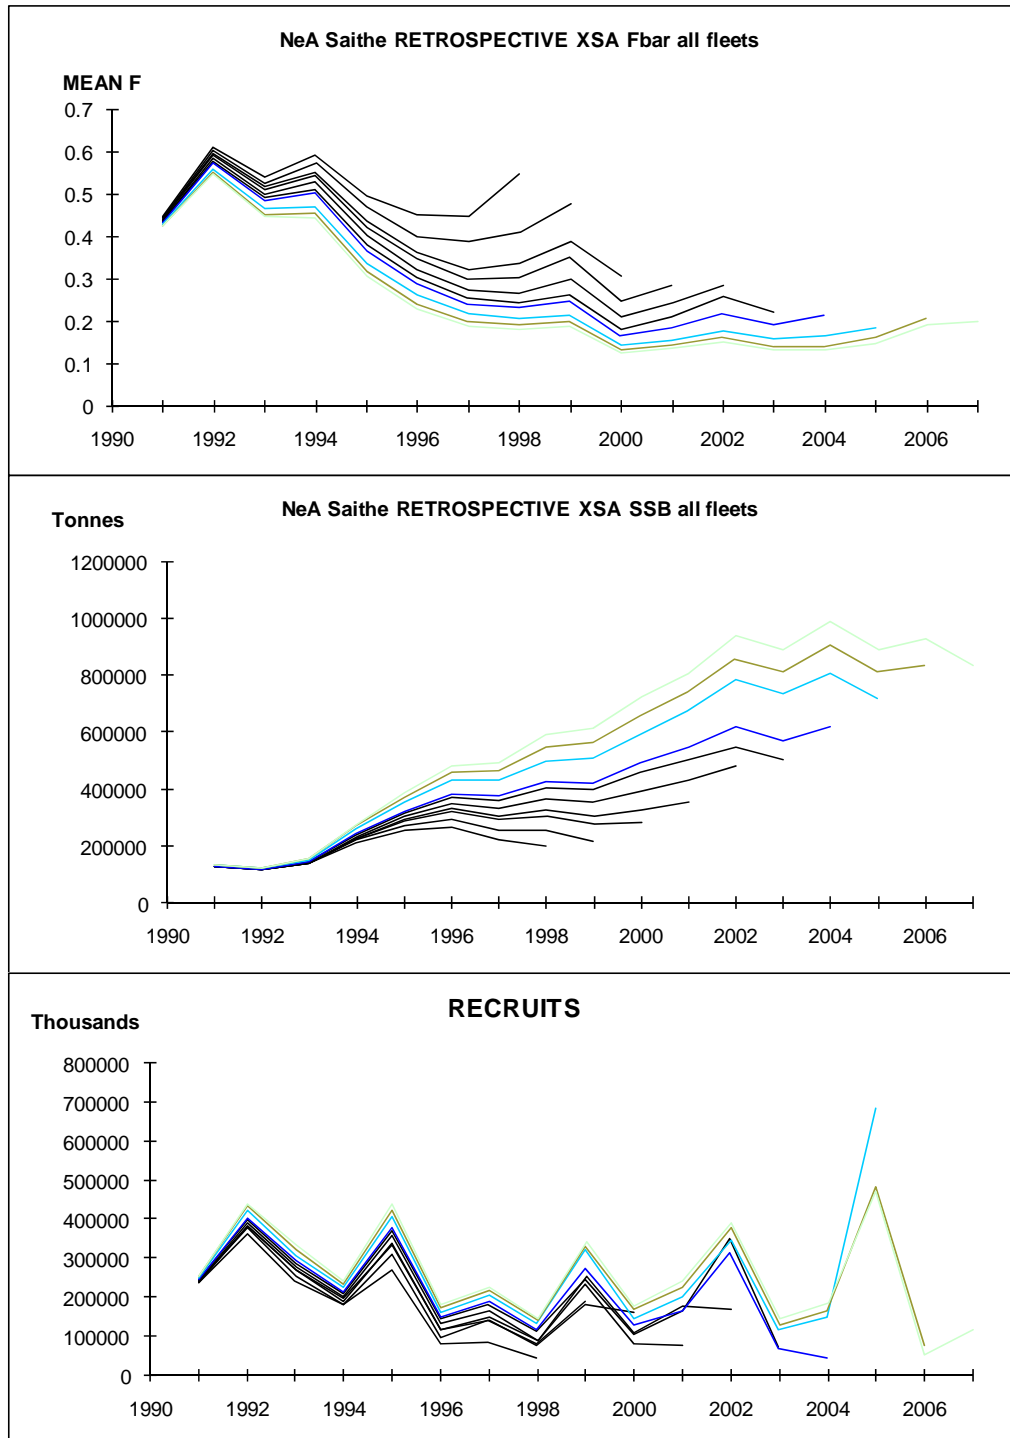 NeA Saithe RETROSPECTIVE XSA Fbar all fleets
MEAN F
0.7
0.6
0.5
0.4
0.3
0.2
0.1
0
1990 1992 1994 1996 1998 2000 2002 2004 2006
NeA Saithe RETROSPECTIVE XSA SSB all fleets
Tonnes
1200000
1000000
800000
600000
400000
200000
0
1990 1992 1994 1996 1998 2000 2002 2004 2006
RECRUITS
Thousands
800000
700000
600000
500000
400000
300000
200000
100000
0
1990 1992 1994 1996 1998 2000 2002 2004 2006